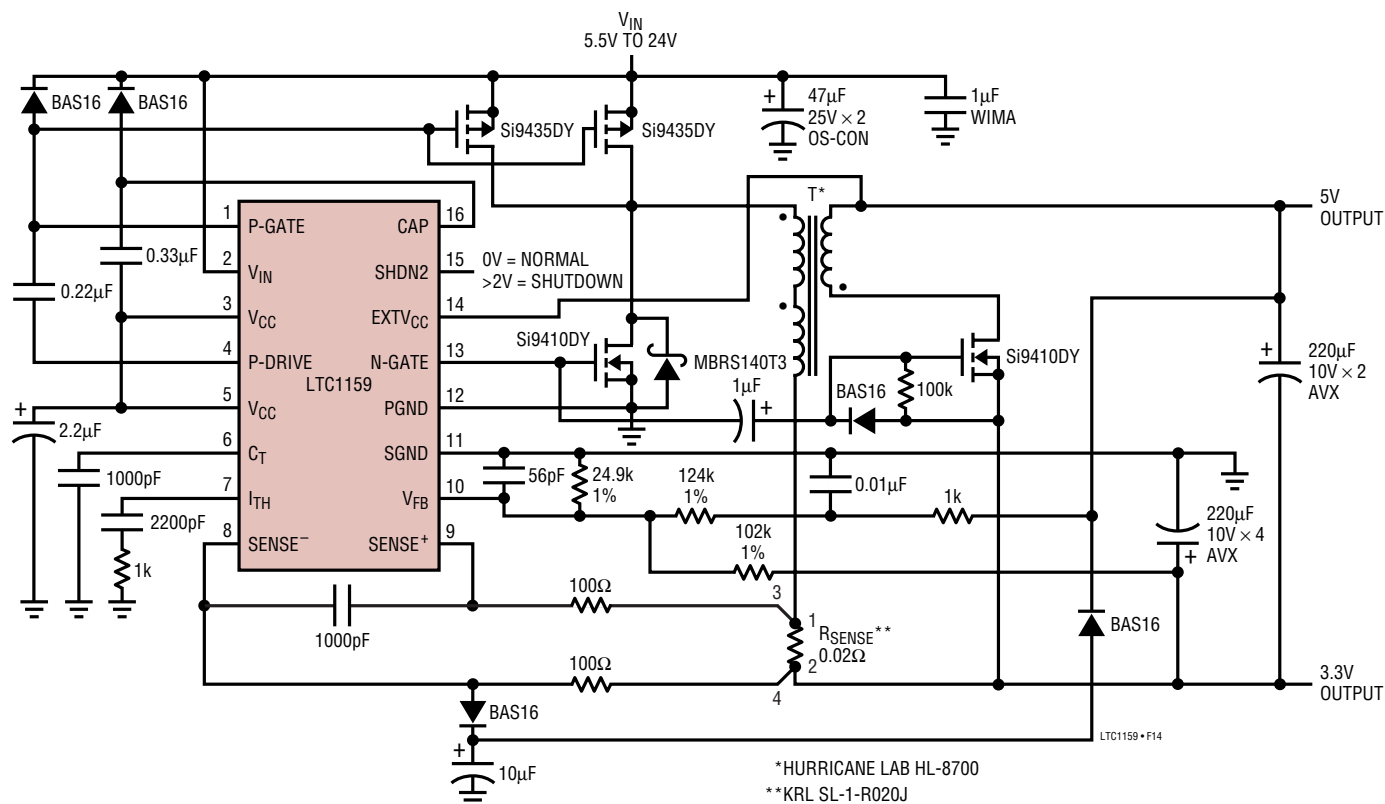 V_IN
5.5V TO 24V
BAS16
BAS16
Si9435DY
Si9435DY
+
47µF
25V × 2
OS-CON
1µF
WIMA
T*
5V
OUTPUT
1
P-GATE
CAP
16
0.33µF
2
V_IN
SHDN2
15
0V = NORMAL
>2V = SHUTDOWN
0.22µF
3
V_CC
EXTV_CC
14
Si9410DY
4
P-DRIVE
N-GATE
13
MBRS140T3
Si9410DY
LTC1159
1µF
+
BAS16
100k
+
220µF
10V × 2
AVX
5
V_CC
PGND
12
+
2.2µF
6
C_T
SGND
11
1000pF
56pF
24.9k
1%
124k
1%
0.01µF
1k
7
I_TH
V_FB
10
2200pF
102k
1%
220µF
10V × 4
+ AVX
8
SENSE⁻
SENSE⁺
9
1k
100Ω
3
1
R_SENSE**
0.02Ω
2
4
1000pF
100Ω
BAS16
BAS16
3.3V
OUTPUT
+
10µF
LTC1159 • F14
*HURRICANE LAB HL-8700
**KRL SL-1-R020J